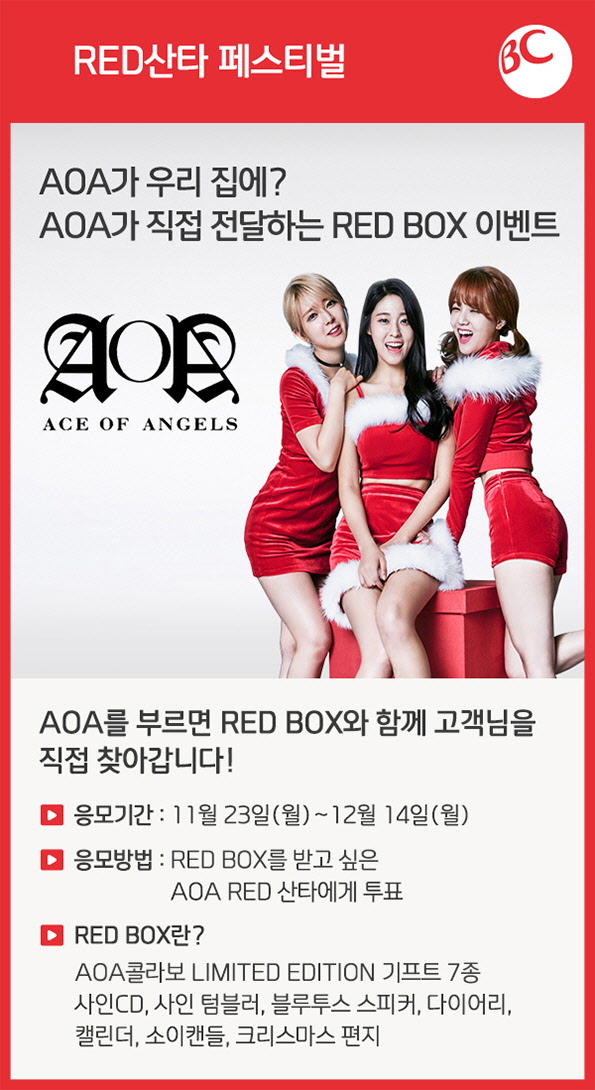 RED산타 페스티벌
BC
AOA가 우리 집에?
AOA가 직접 전달하는 RED BOX 이벤트
AOA
ACE OF ANGELS
AOA를 부르면 RED BOX와 함께 고객님을
직접 찾아갑니다!
응모기간 : 11월 23일(월)~12월 14일(월)
응모방법 : RED BOX를 받고 싶은
AOA RED 산타에게 투표
RED BOX란?
AOA콜라보 LIMITED EDITION 기프트 7종
사인CD, 사인 텀블러, 블루투스 스피커, 다이어리,
캘린더, 소이캔들, 크리스마스 편지